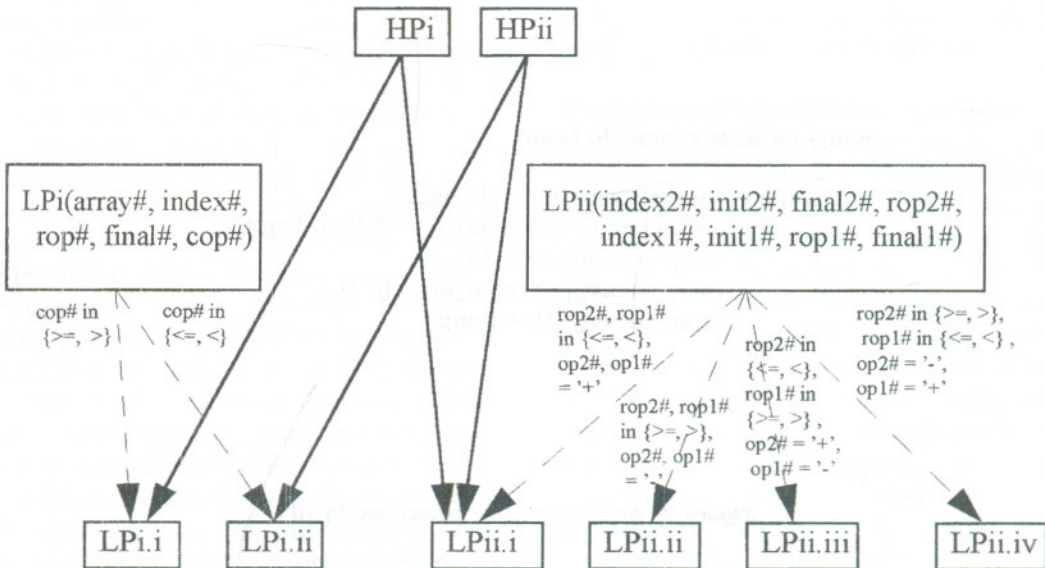 HPi
HPii
LPi(array#, index#,
rop#, final#, cop#)
LPii(index2#, init2#, final2#, rop2#,
index1#, init1#, rop1#, final1#)
cop# in
{>=, >}
cop# in
{<=, <}
rop2#, rop1#
in {<=, <},
op2#, op1#
= '+'
rop2#, rop1#
in {>=, >},
op2#, op1#
= '-'
rop2# in
{<=, <},
rop1# in
{>=, >} ,
op2# = '+',
op1# = '-'
rop2# in {>=, >},
rop1# in {<=, <} ,
op2# = '-',
op1# = '+'
LPi.i
LPi.ii
LPii.i
LPii.ii
LPii.iii
LPii.iv